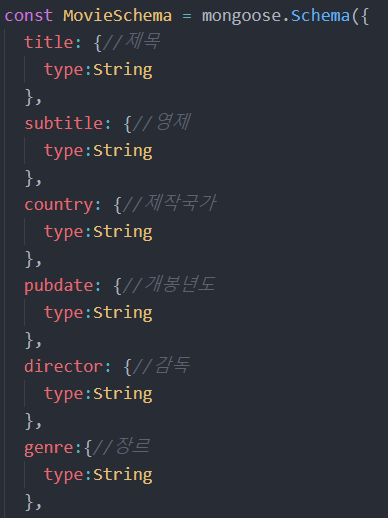 const MovieSchema = mongoose.Schema({
title: {//제목
type:String
},
subtitle: {//영제
type:String
},
country: {//제작국가
type:String
},
pubdate: {//개봉년도
type:String
},
director: {//감독
type:String
},
genre:{//장르
type:String
},